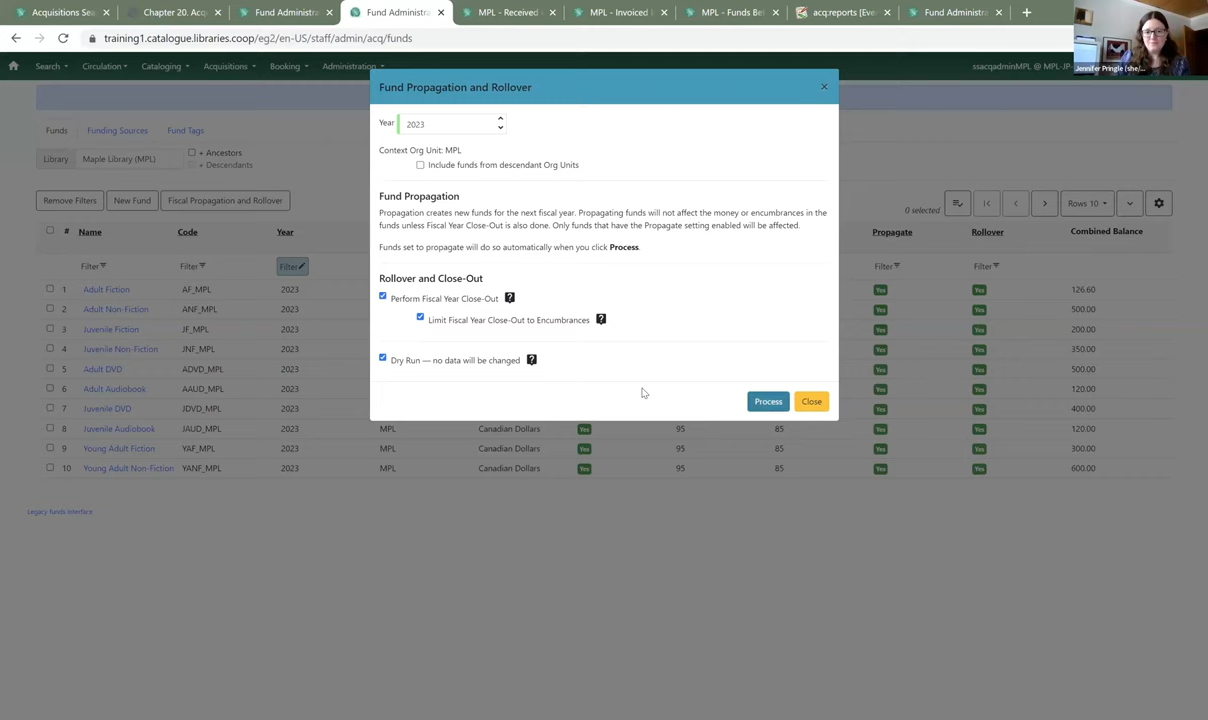 Acquisitions Sea
Chapter 20. Acq
Fund Administra
Fund Administra
MPL - Received
MPL - Invoiced
MPL - Funds Be
acq:reports [Eve
Fund Administra
training1.catalogue.libraries.coop/eg2/en-US/staff/admin/acq/funds
Jennifer Pringle (she/...
Search
Circulation
Cataloging
Acquisitions
Booking
Administration
ssacqadminMPL @ MPL-JP-
Fund Propagation and Rollover
Year 2023
Context Org Unit: MPL
Include funds from descendant Org Units
Fund Propagation
Propagation creates new funds for the next fiscal year. Propagating funds will not affect the money or encumbrances in the
funds unless Fiscal Year Close-Out is also done. Only funds that have the Propagate setting enabled will be affected.
Funds set to propagate will do so automatically when you click Process.
Rollover and Close-Out
Perform Fiscal Year Close-Out ?
Limit Fiscal Year Close-Out to Encumbrances ?
Dry Run — no data will be changed ?
Process Close
Funds Funding Sources Fund Tags
Library Maple Library (MPL) + Ancestors
+ Descendants
Remove Filters New Fund Fiscal Propagation and Rollover 0 selected Rows 10
# Name Code Year Propagate Rollover Combined Balance
Filter Filter Filter Filter Filter
1 Adult Fiction AF_MPL 2023 Yes Yes 126.60
2 Adult Non-Fiction ANF_MPL 2023 Yes Yes 500.00
3 Juvenile Fiction JF_MPL 2023 Yes Yes 200.00
4 Juvenile Non-Fiction JNF_MPL 2023 Yes Yes 350.00
5 Adult DVD ADVD_MPL 2023 Yes Yes 500.00
6 Adult Audiobook AAUD_MPL 2023 Yes Yes 120.00
7 Juvenile DVD JDVD_MPL 2023 Yes Yes 400.00
8 Juvenile Audiobook JAUD_MPL 2023 MPL Canadian Dollars Yes 95 85 Yes Yes 120.00
9 Young Adult Fiction YAF_MPL 2023 MPL Canadian Dollars Yes 95 85 Yes Yes 300.00
10 Young Adult Non-Fiction YANF_MPL 2023 MPL Canadian Dollars Yes 95 85 Yes Yes 600.00
Legacy funds interface